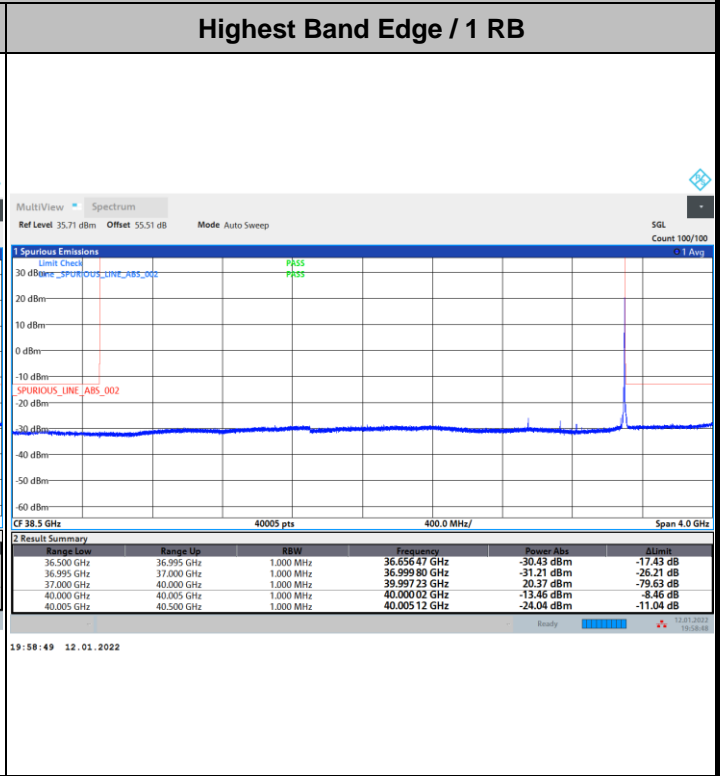 Highest Band Edge / 1 RB
MultiView Spectrum
Ref Level 35.71 dBm Offset 55.51 dB Mode Auto Sweep SGL
Count 100/100
1 Spurious Emissions 1 Avg
Limit Check PASS
30 dBm Line _SPURIOUS_LINE_ABS_002 PASS
20 dBm
10 dBm
0 dBm
-10 dBm
_SPURIOUS_LINE_ABS_002
-20 dBm
-30 dBm
-40 dBm
-50 dBm
-60 dBm
CF 38.5 GHz 40005 pts 400.0 MHz/ Span 4.0 GHz
2 Result Summary
Range Low Range Up RBW Frequency Power Abs ΔLimit
36.500 GHz 36.995 GHz 1.000 MHz 36.656 47 GHz -30.43 dBm -17.43 dB
36.995 GHz 37.000 GHz 1.000 MHz 36.999 80 GHz -31.21 dBm -26.21 dB
37.000 GHz 40.000 GHz 1.000 MHz 39.997 23 GHz 20.37 dBm -79.63 dB
40.000 GHz 40.005 GHz 1.000 MHz 40.000 02 GHz -13.46 dBm -8.46 dB
40.005 GHz 40.500 GHz 1.000 MHz 40.005 12 GHz -24.04 dBm -11.04 dB
Ready 12.01.2022
19:58:48
19:58:49 12.01.2022